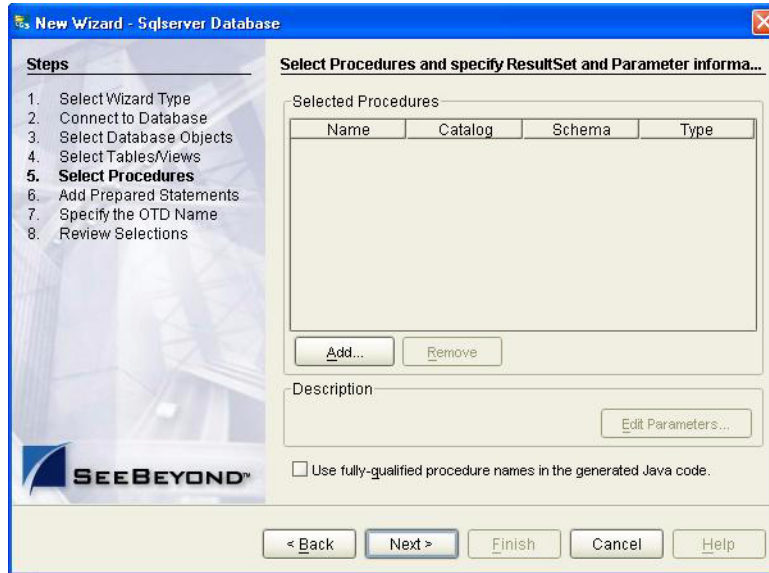 New Wizard - Sqlserver Database
Steps
1. Select Wizard Type
2. Connect to Database
3. Select Database Objects
4. Select Tables/Views
5. Select Procedures
6. Add Prepared Statements
7. Specify the OTD Name
8. Review Selections
SEEBEYOND™
Select Procedures and specify ResultSet and Parameter informa...
Selected Procedures
Name Catalog Schema Type
Add... Remove
Description
Edit Parameters...
Use fully-qualified procedure names in the generated Java code.
< Back Next > Finish Cancel Help